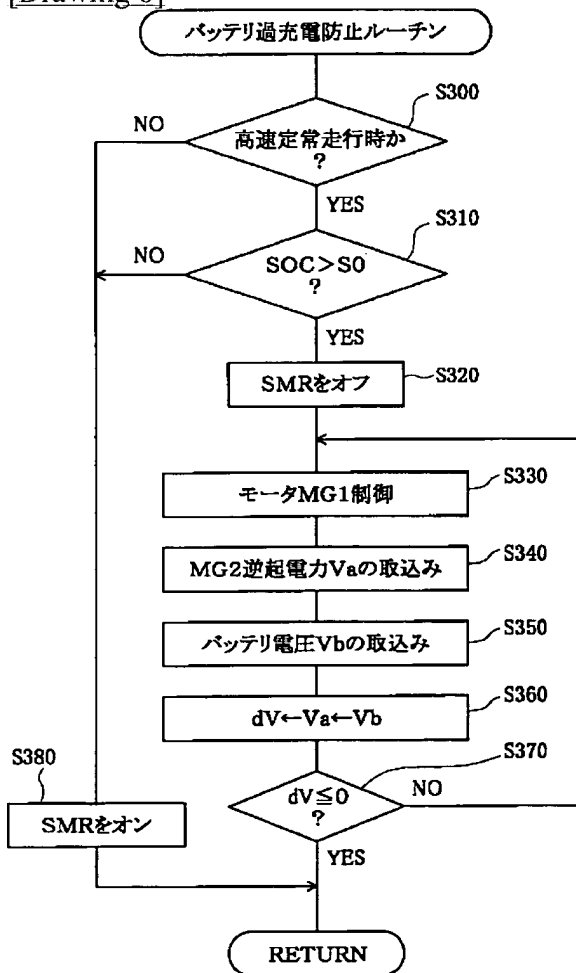 バッテリ過充電防止ルーチン
S300
NO
高速定常走行時か
?
YES
S310
NO
SOC>S0
?
YES
SMRをオフ
S320
モータMG1制御
S330
MG2逆起電力Vaの取込み
S340
バッテリ電圧Vbの取込み
S350
dV←Va←Vb
S360
S370
S380
dV≦0
?
NO
SMRをオン
YES
RETURN